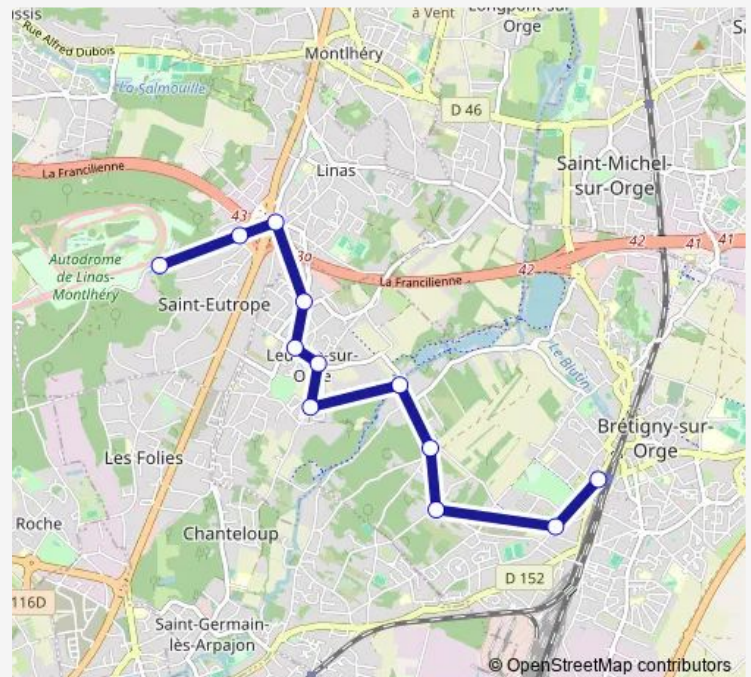 Rue Alfred Dubois
à Vent
Orge
Montlhéry
La Salmouille
D 46
Linas
Saint-Michel-
sur-Orge
La Francilienne
43
Autodrome
de Linas-
Montlhéry
42
41
41
La Francilienne
42
Saint-Eutrope
Le Blutin
Brétigny-sur-
Orge
Les Folies
Roche
Chanteloup
D 152
116D
Saint-Germain-
lès-Arpajon
© OpenStreetMap contributors